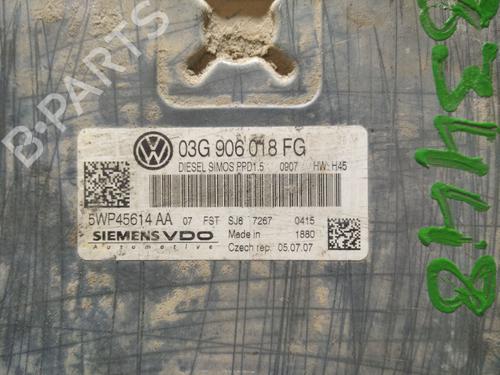 B-PARTS
03G 906 018 FG
DIESEL SIMOS PPD1.5 0907 HW: H45
5WP45614 AA 07 FST SJ8 7267 0415
SIEMENS VDO Made in 1880
Automotive Czech rep. 05.07.07